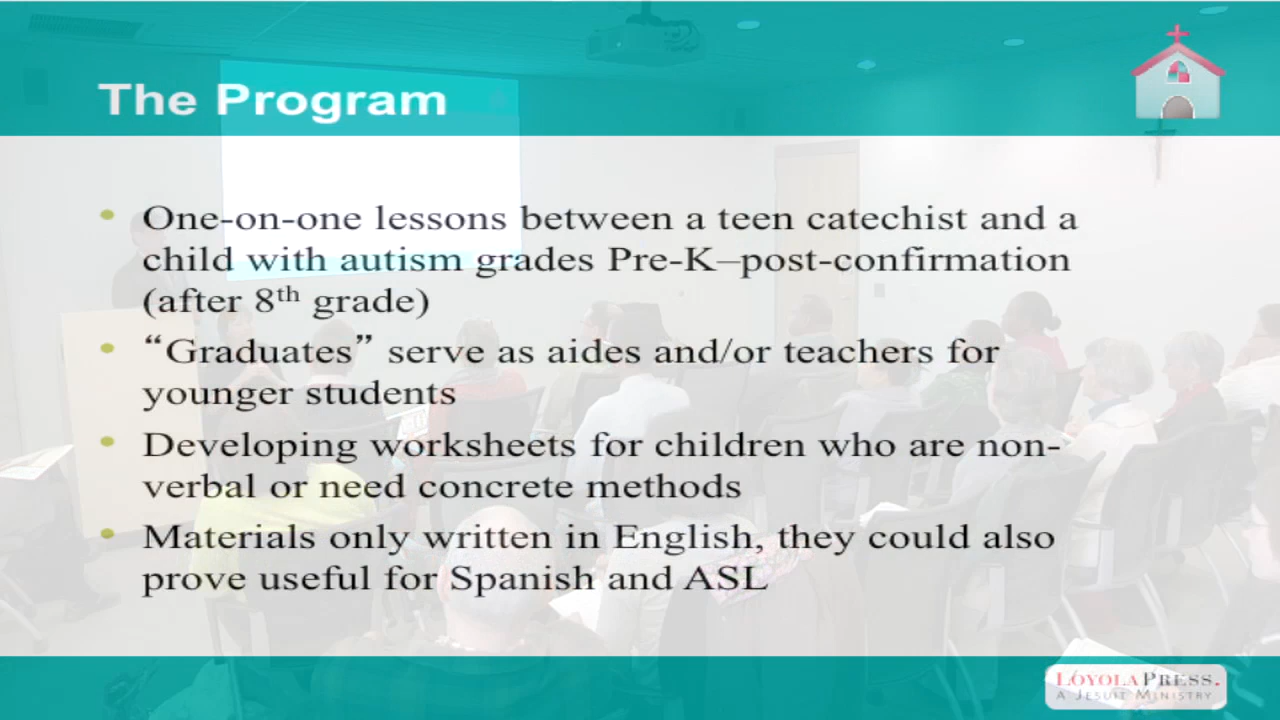 The Program
• One-on-one lessons between a teen catechist and a
child with autism grades Pre-K–post-confirmation
(after 8th grade)
• “Graduates” serve as aides and/or teachers for
younger students
• Developing worksheets for children who are non-
verbal or need concrete methods
• Materials only written in English, they could also
prove useful for Spanish and ASL
LOYOLAPRESS.
A JESUIT MINISTRY